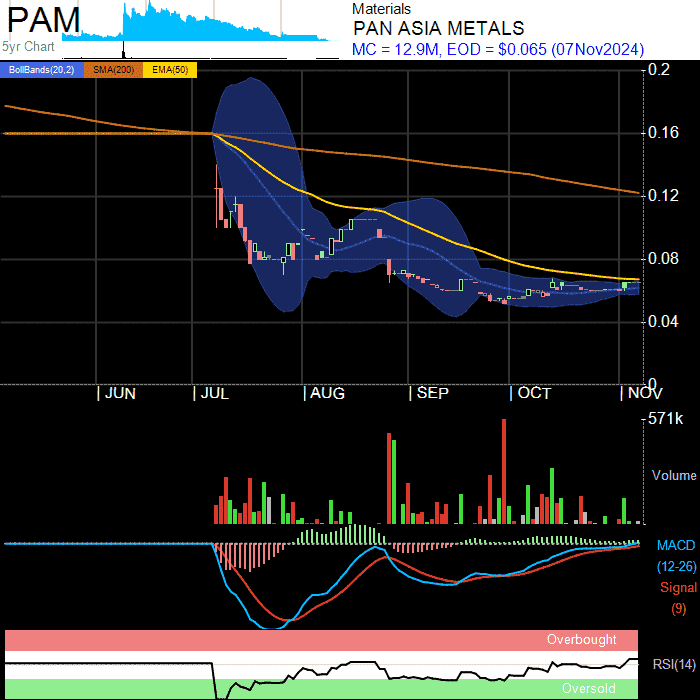 PAM
5yr Chart
Materials
PAN ASIA METALS
MC = 12.9M, EOD = $0.065 (07Nov2024)
BollBands(20,2) SMA(200) EMA(50)
0.2
0.16
0.12
0.08
0.04
0
JUN JUL AUG SEP OCT NOV
571k
Volume
MACD
(12-26)
Signal
(9)
Overbought
RSI(14)
Oversold